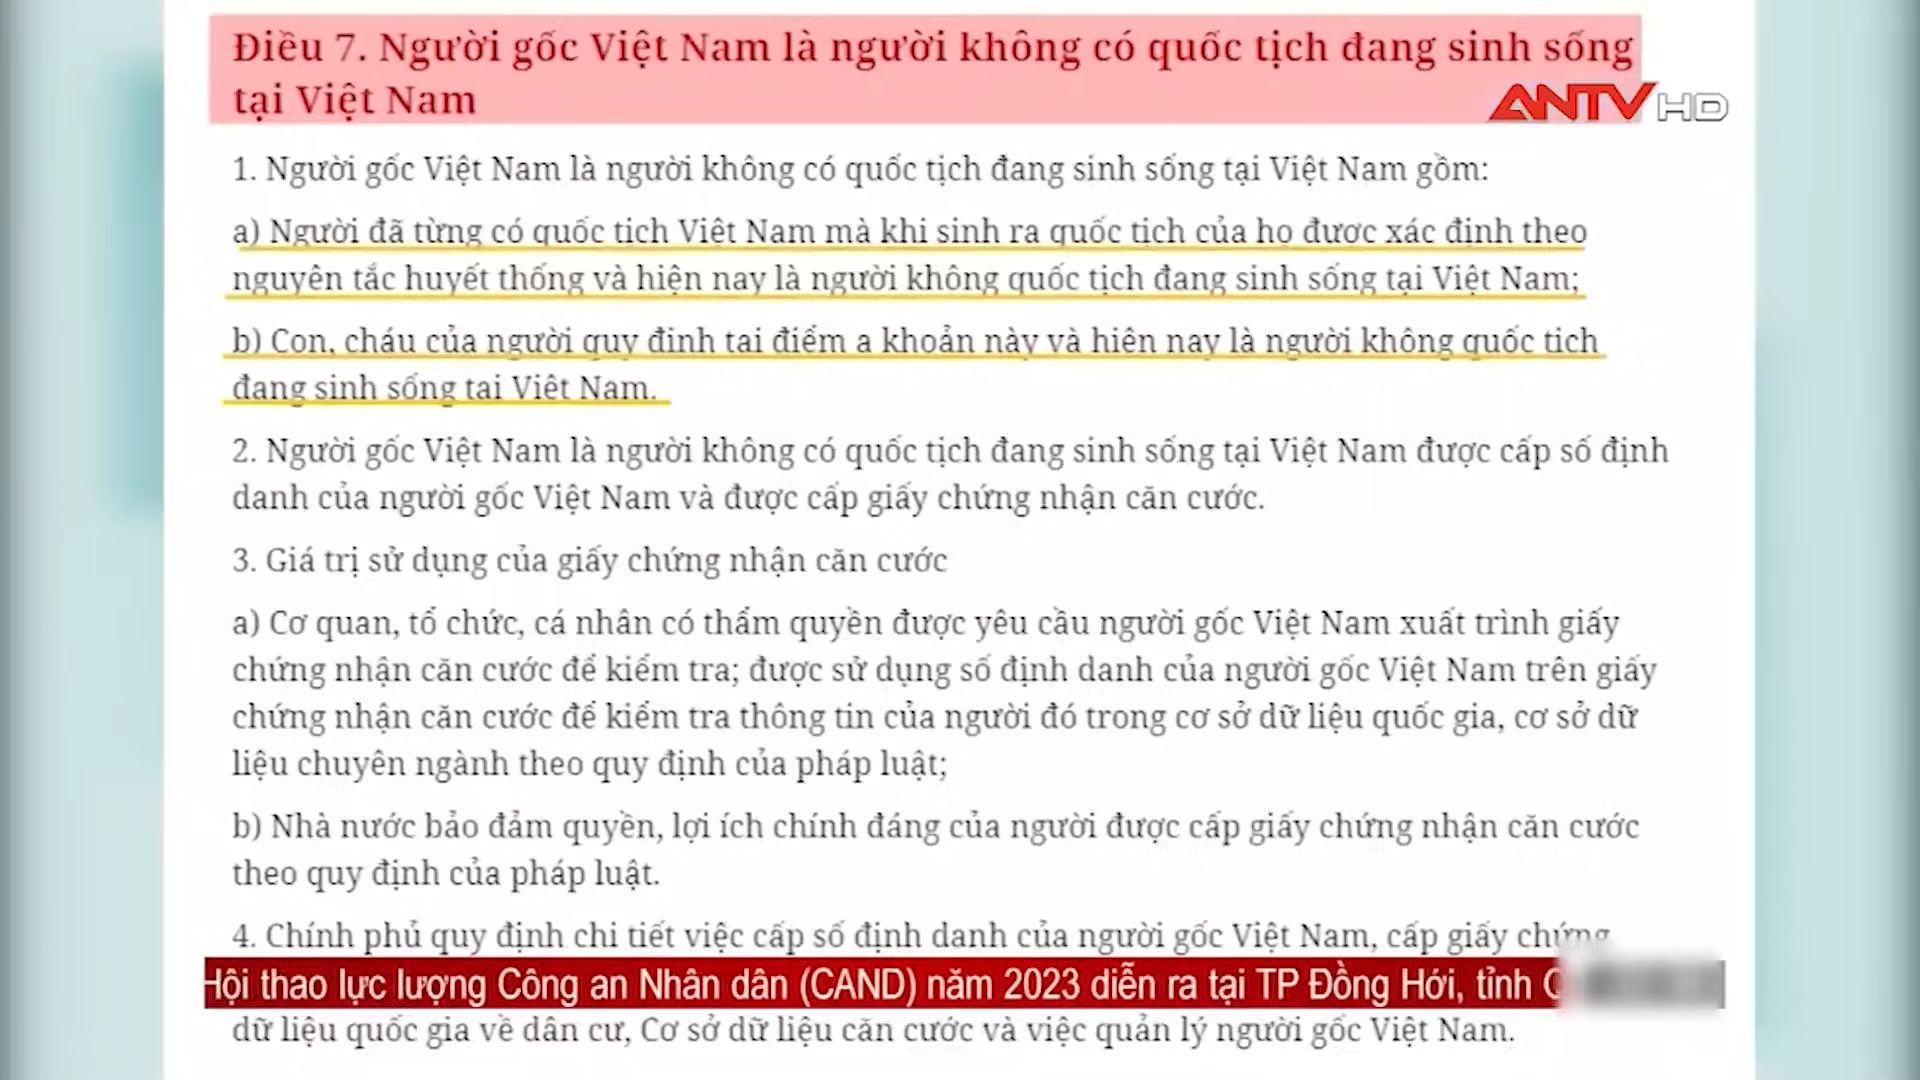 Điều 7. Người gốc Việt Nam là người không có quốc tịch đang sinh sống
tại Việt Nam
ANTV HD
1. Người gốc Việt Nam là người không có quốc tịch đang sinh sống tại Việt Nam gồm:
a) Người đã từng có quốc tịch Việt Nam mà khi sinh ra quốc tịch của họ được xác định theo
nguyên tắc huyết thống và hiện nay là người không quốc tịch đang sinh sống tại Việt Nam;
b) Con, cháu của người quy định tại điểm a khoản này và hiện nay là người không quốc tịch
đang sinh sống tại Việt Nam.
2. Người gốc Việt Nam là người không có quốc tịch đang sinh sống tại Việt Nam được cấp số định
danh của người gốc Việt Nam và được cấp giấy chứng nhận căn cước.
3. Giá trị sử dụng của giấy chứng nhận căn cước
a) Cơ quan, tổ chức, cá nhân có thẩm quyền được yêu cầu người gốc Việt Nam xuất trình giấy
chứng nhận căn cước để kiểm tra; được sử dụng số định danh của người gốc Việt Nam trên giấy
chứng nhận căn cước để kiểm tra thông tin của người đó trong cơ sở dữ liệu quốc gia, cơ sở dữ
liệu chuyên ngành theo quy định của pháp luật;
b) Nhà nước bảo đảm quyền, lợi ích chính đáng của người được cấp giấy chứng nhận căn cước
theo quy định của pháp luật.
4. Chính phủ quy định chi tiết việc cấp số định danh của người gốc Việt Nam, cấp giấy chứng
Hội thao lực lượng Công an Nhân dân (CAND) năm 2023 diễn ra tại TP Đồng Hới, tỉnh
dữ liệu quốc gia về dân cư, Cơ sở dữ liệu căn cước và việc quản lý người gốc Việt Nam.